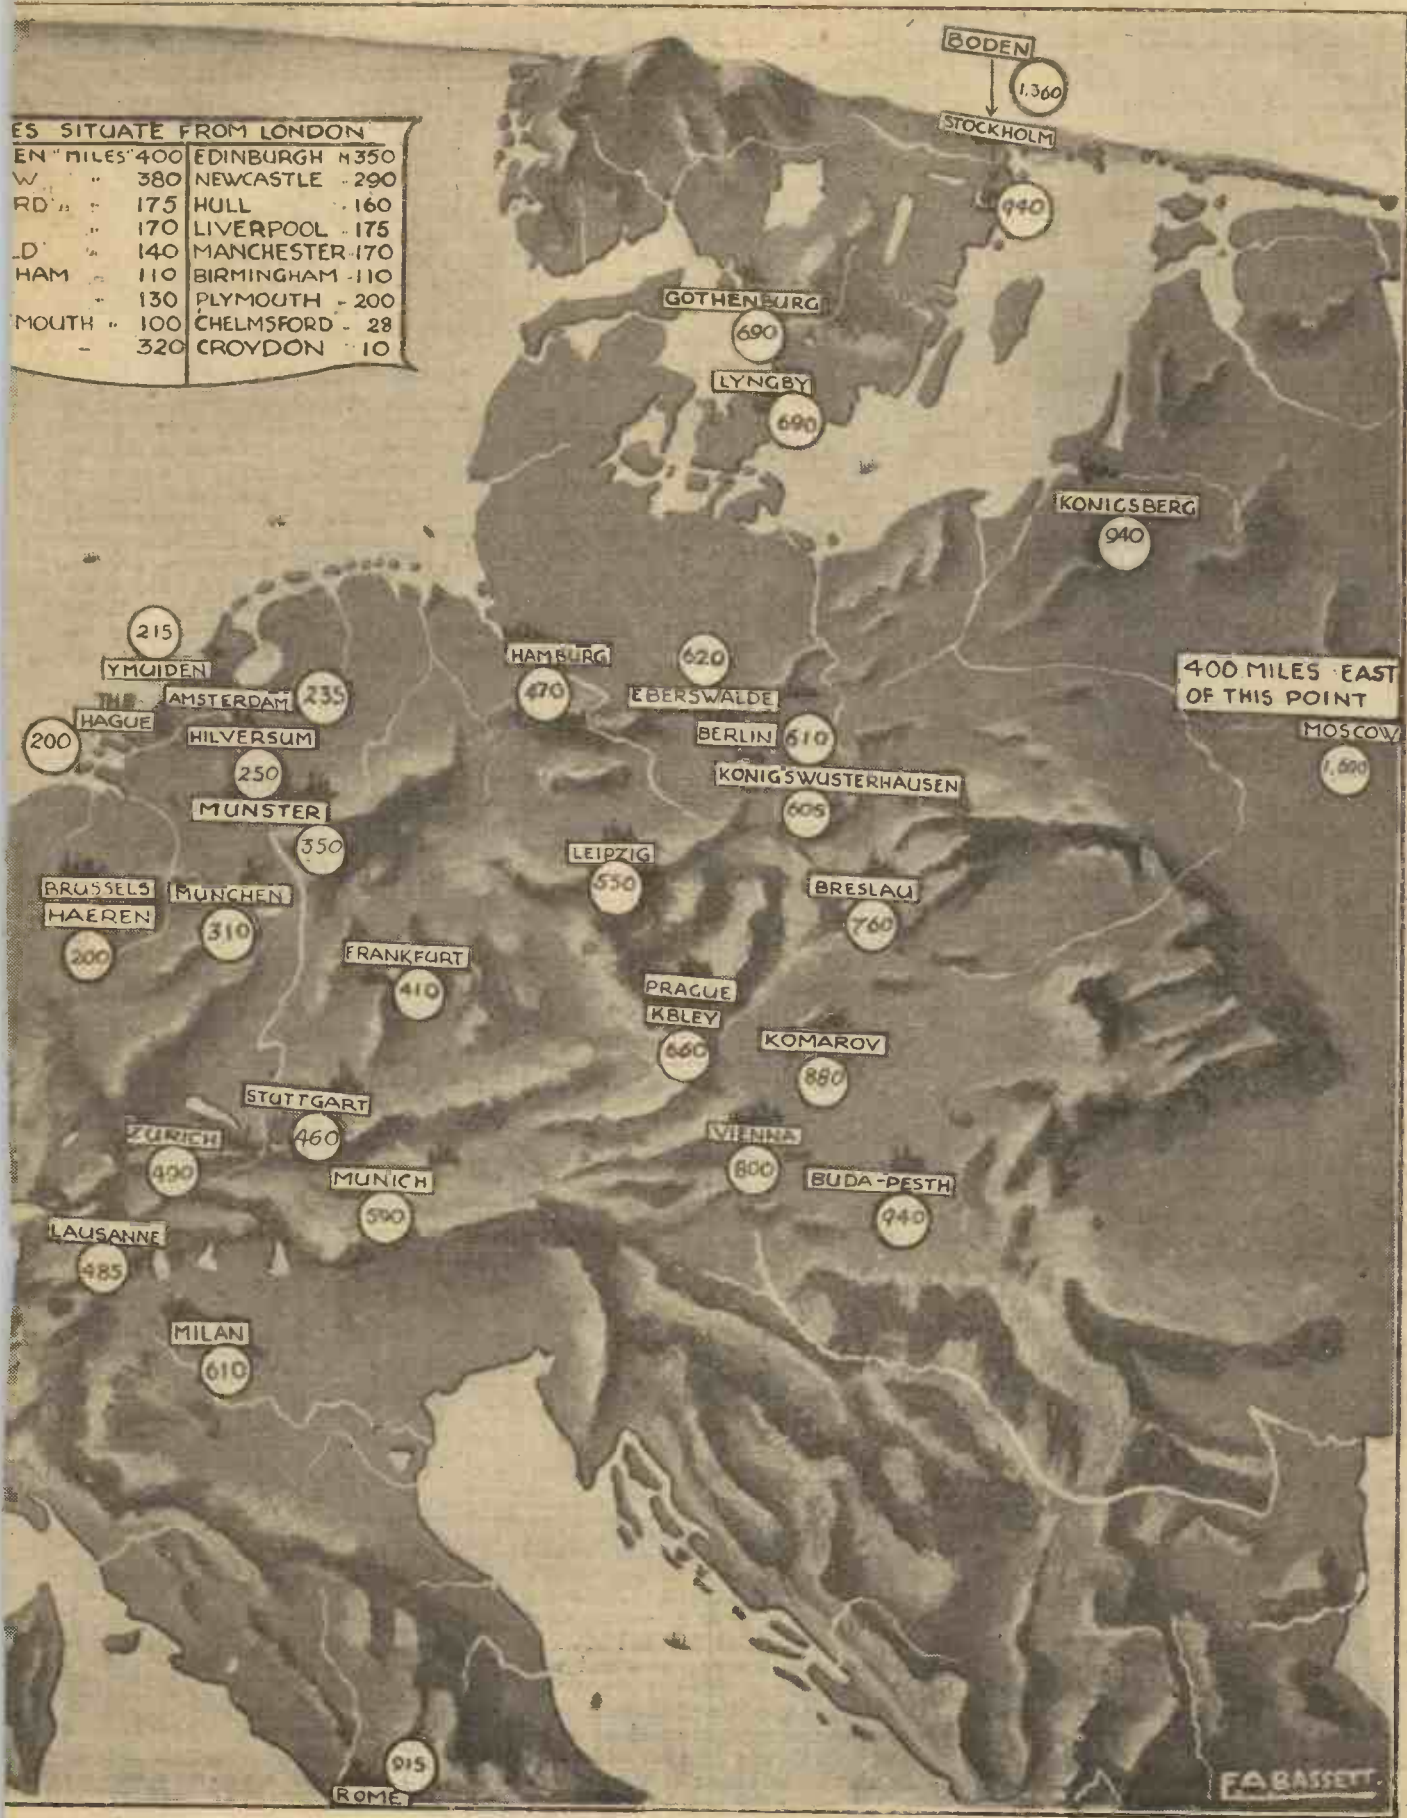 BODEN
1,360
STOCKHOLM
940
ES SITUATE FROM LONDON
EN "MILES" 400 EDINBURGH M 350
W " 380 NEWCASTLE - 290
RD " " 175 HULL - 160
" 170 LIVERPOOL - 175
LD " 140 MANCHESTER 170
HAM - 110 BIRMINGHAM - 110
" 130 PLYMOUTH - 200
MOUTH " 100 CHELMSFORD - 28
- 320 CROYDON " 10
GOTHENBURG
690
LYNGBY
690
KONIGSBERG
940
215
YMUIDEN
THE
HAGUE
200
AMSTERDAM 235
HILVERSUM
250
MUNSTER
350
HAMBURG
470
620
EBERSWALDE
BERLIN 610
KONIGSWUSTERHAUSEN
605
400 MILES EAST
OF THIS POINT
MOSCOW
BRUSSELS
HAEREN
200
MUNCHEN
310
LEIPZIG
550
BRESLAU
760
FRANKFURT
410
PRAGUE
KBLEY
660
KOMAROV
880
STUTTGART
460
ZURICH
490
MUNICH
590
VIENNA
800
BUDA-PESTH
940
LAUSANNE
485
MILAN
610
915
ROME
F.A BASSETT.